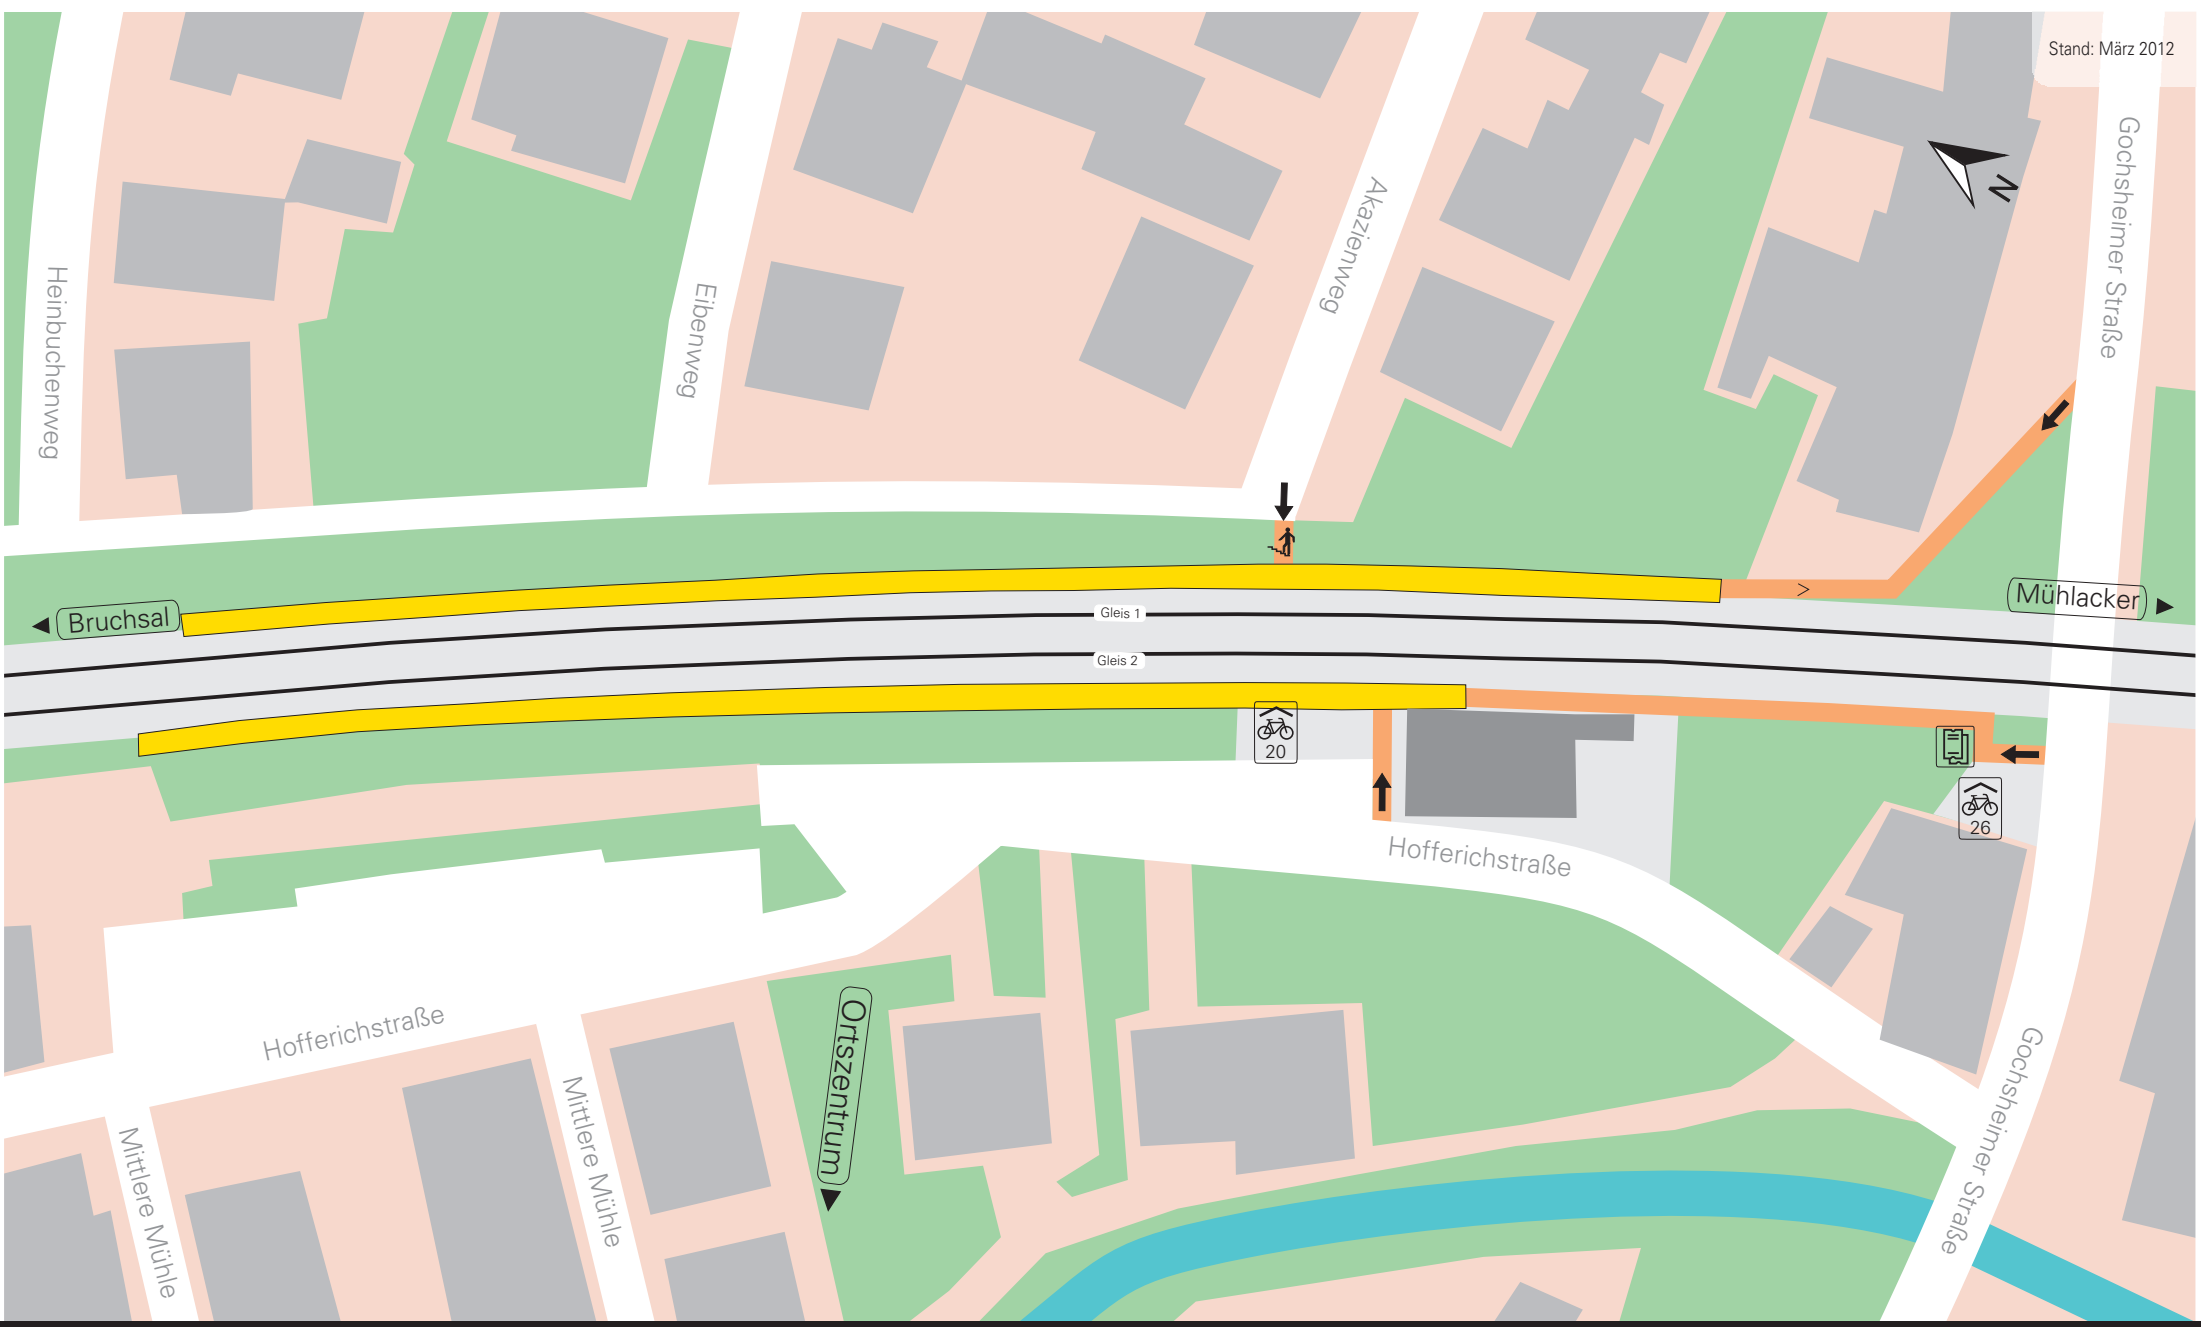 Stand: März 2012
N
Gochsheimer Straße
Heinbuchenweg
Eibenweg
Akazienweg
Bruchsal
Mühlacker
>
Gleis 1
Gleis 2
20
26
Hofferichstraße
Hofferichstraße
Ortszentrum
Mittlere Mühle
Mittlere Mühle
Gochsheimer Straße